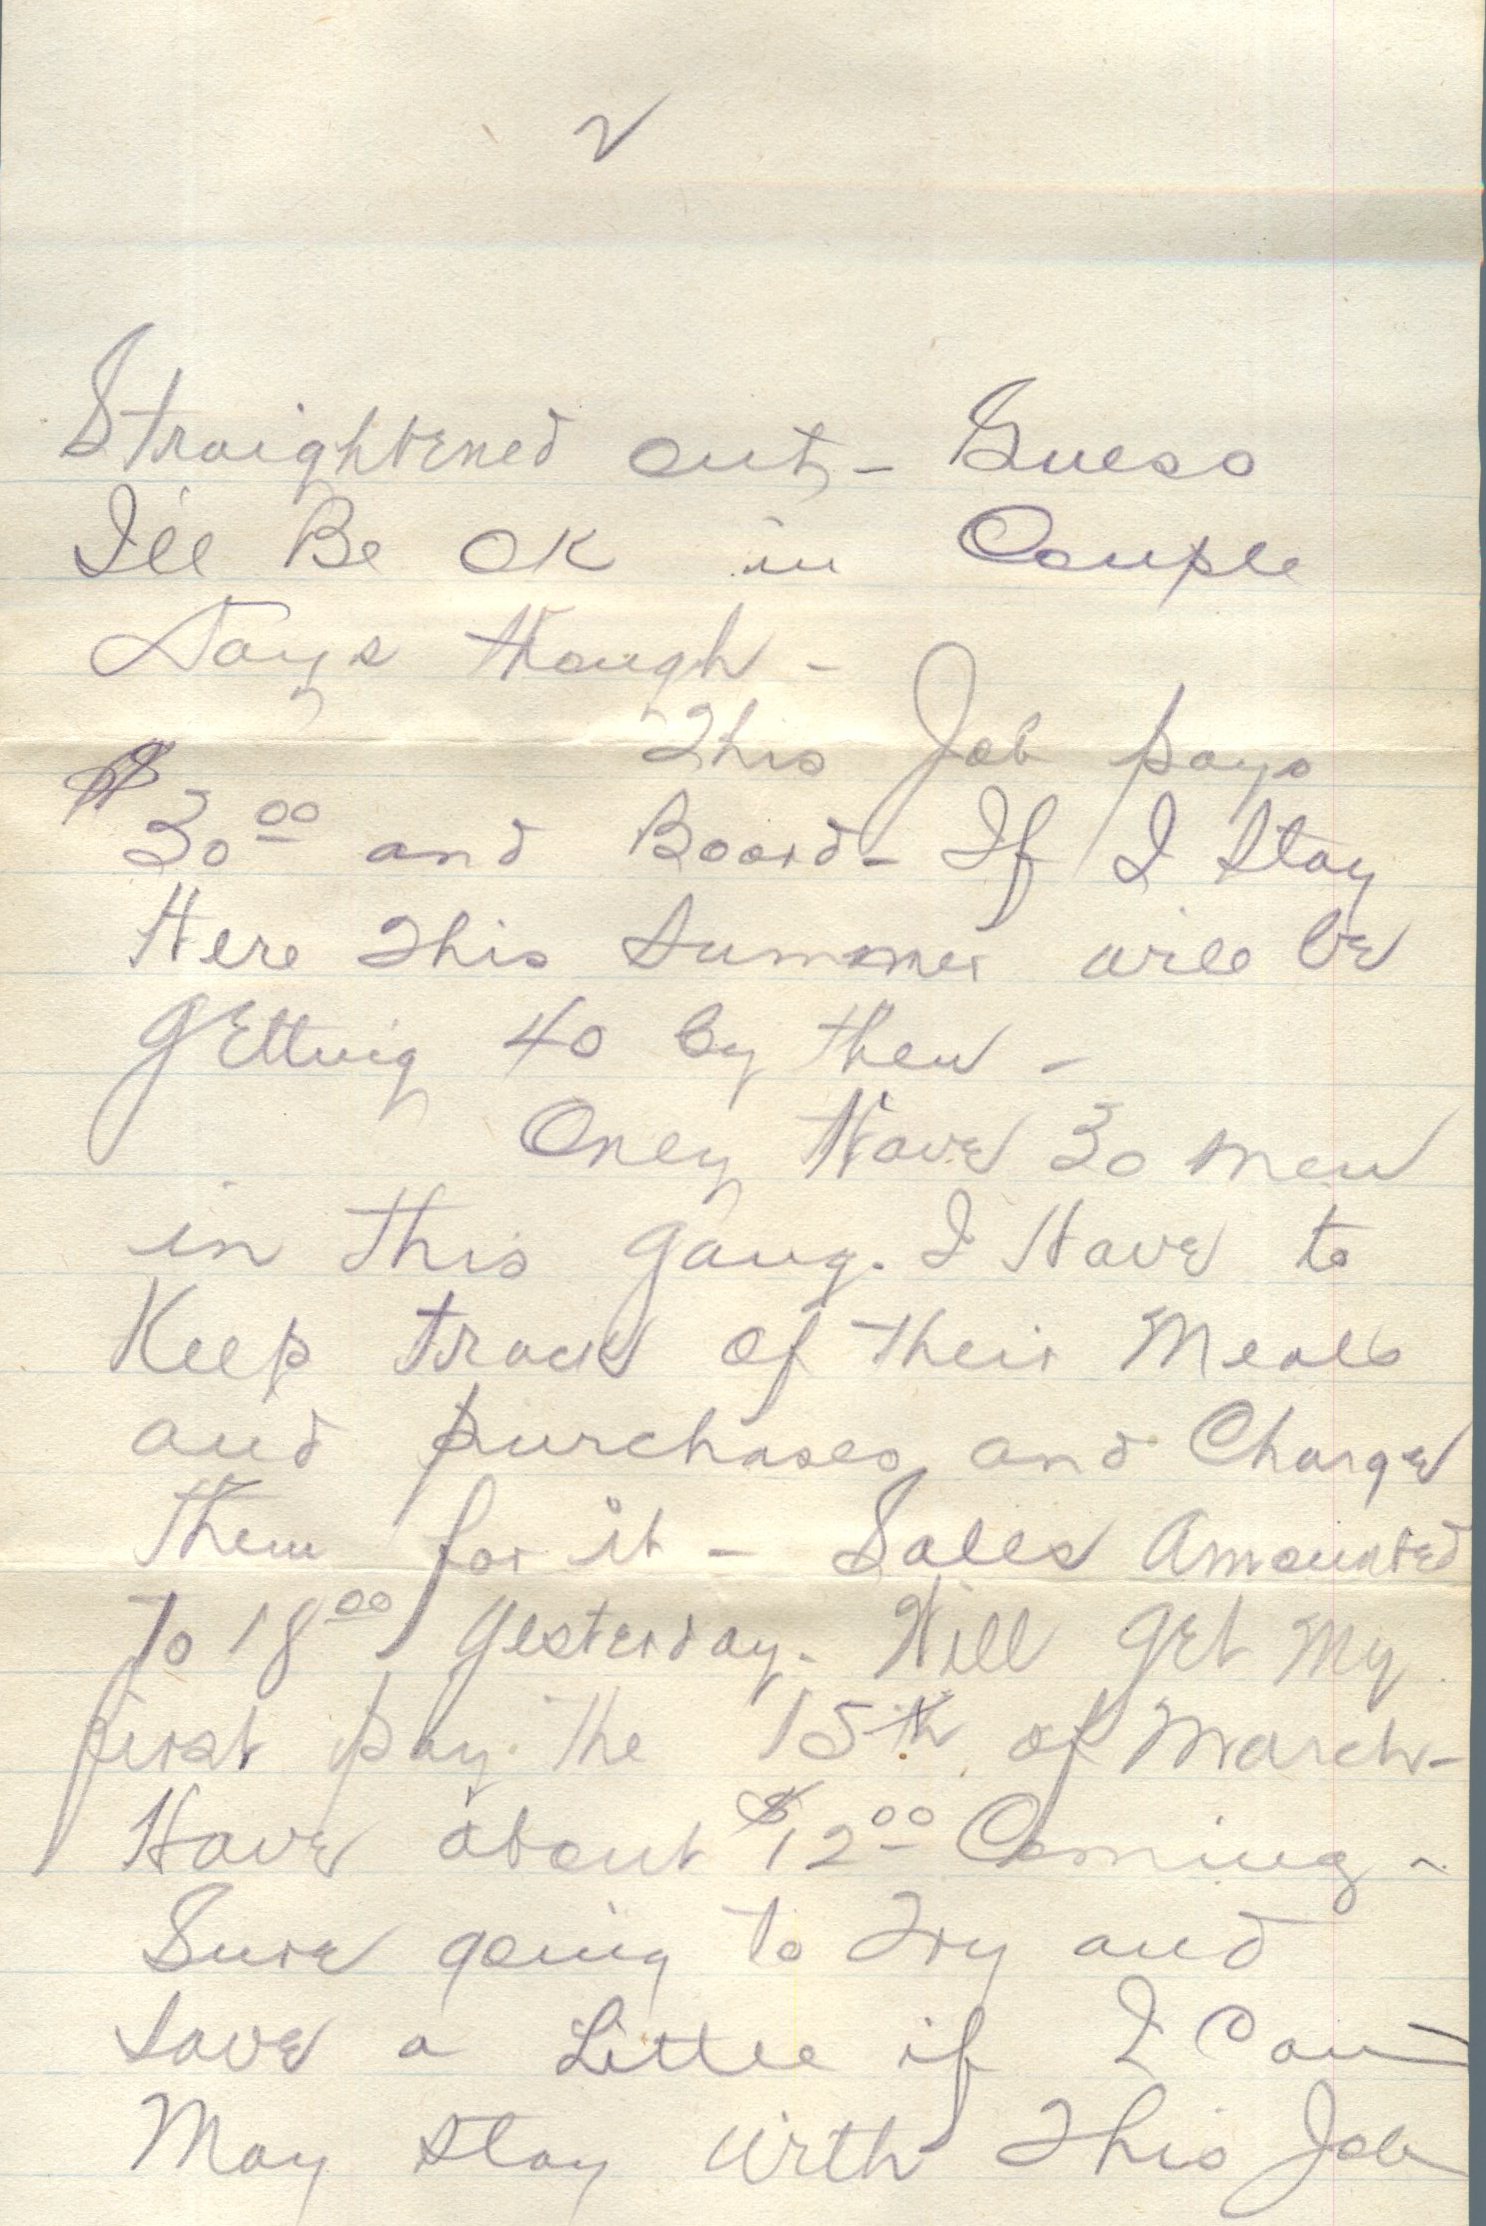 2
Straightened out - Guess
I'll Be OK in Couple
Days though -
This Job pays
$30.00 and Board - If I Stay
Here This Summer will be
getting 40 by then -
Only Have 30 men
in this gang. I Have to
Keep track of their Meals
and purchases and Charge
them for it - Sales Amounted
To 18.00 yesterday. Will get My
first pay the 15th of March -
Have about $12.00 Coming -
Sure going to Try and
save a Little if I Can
May stay with This Job